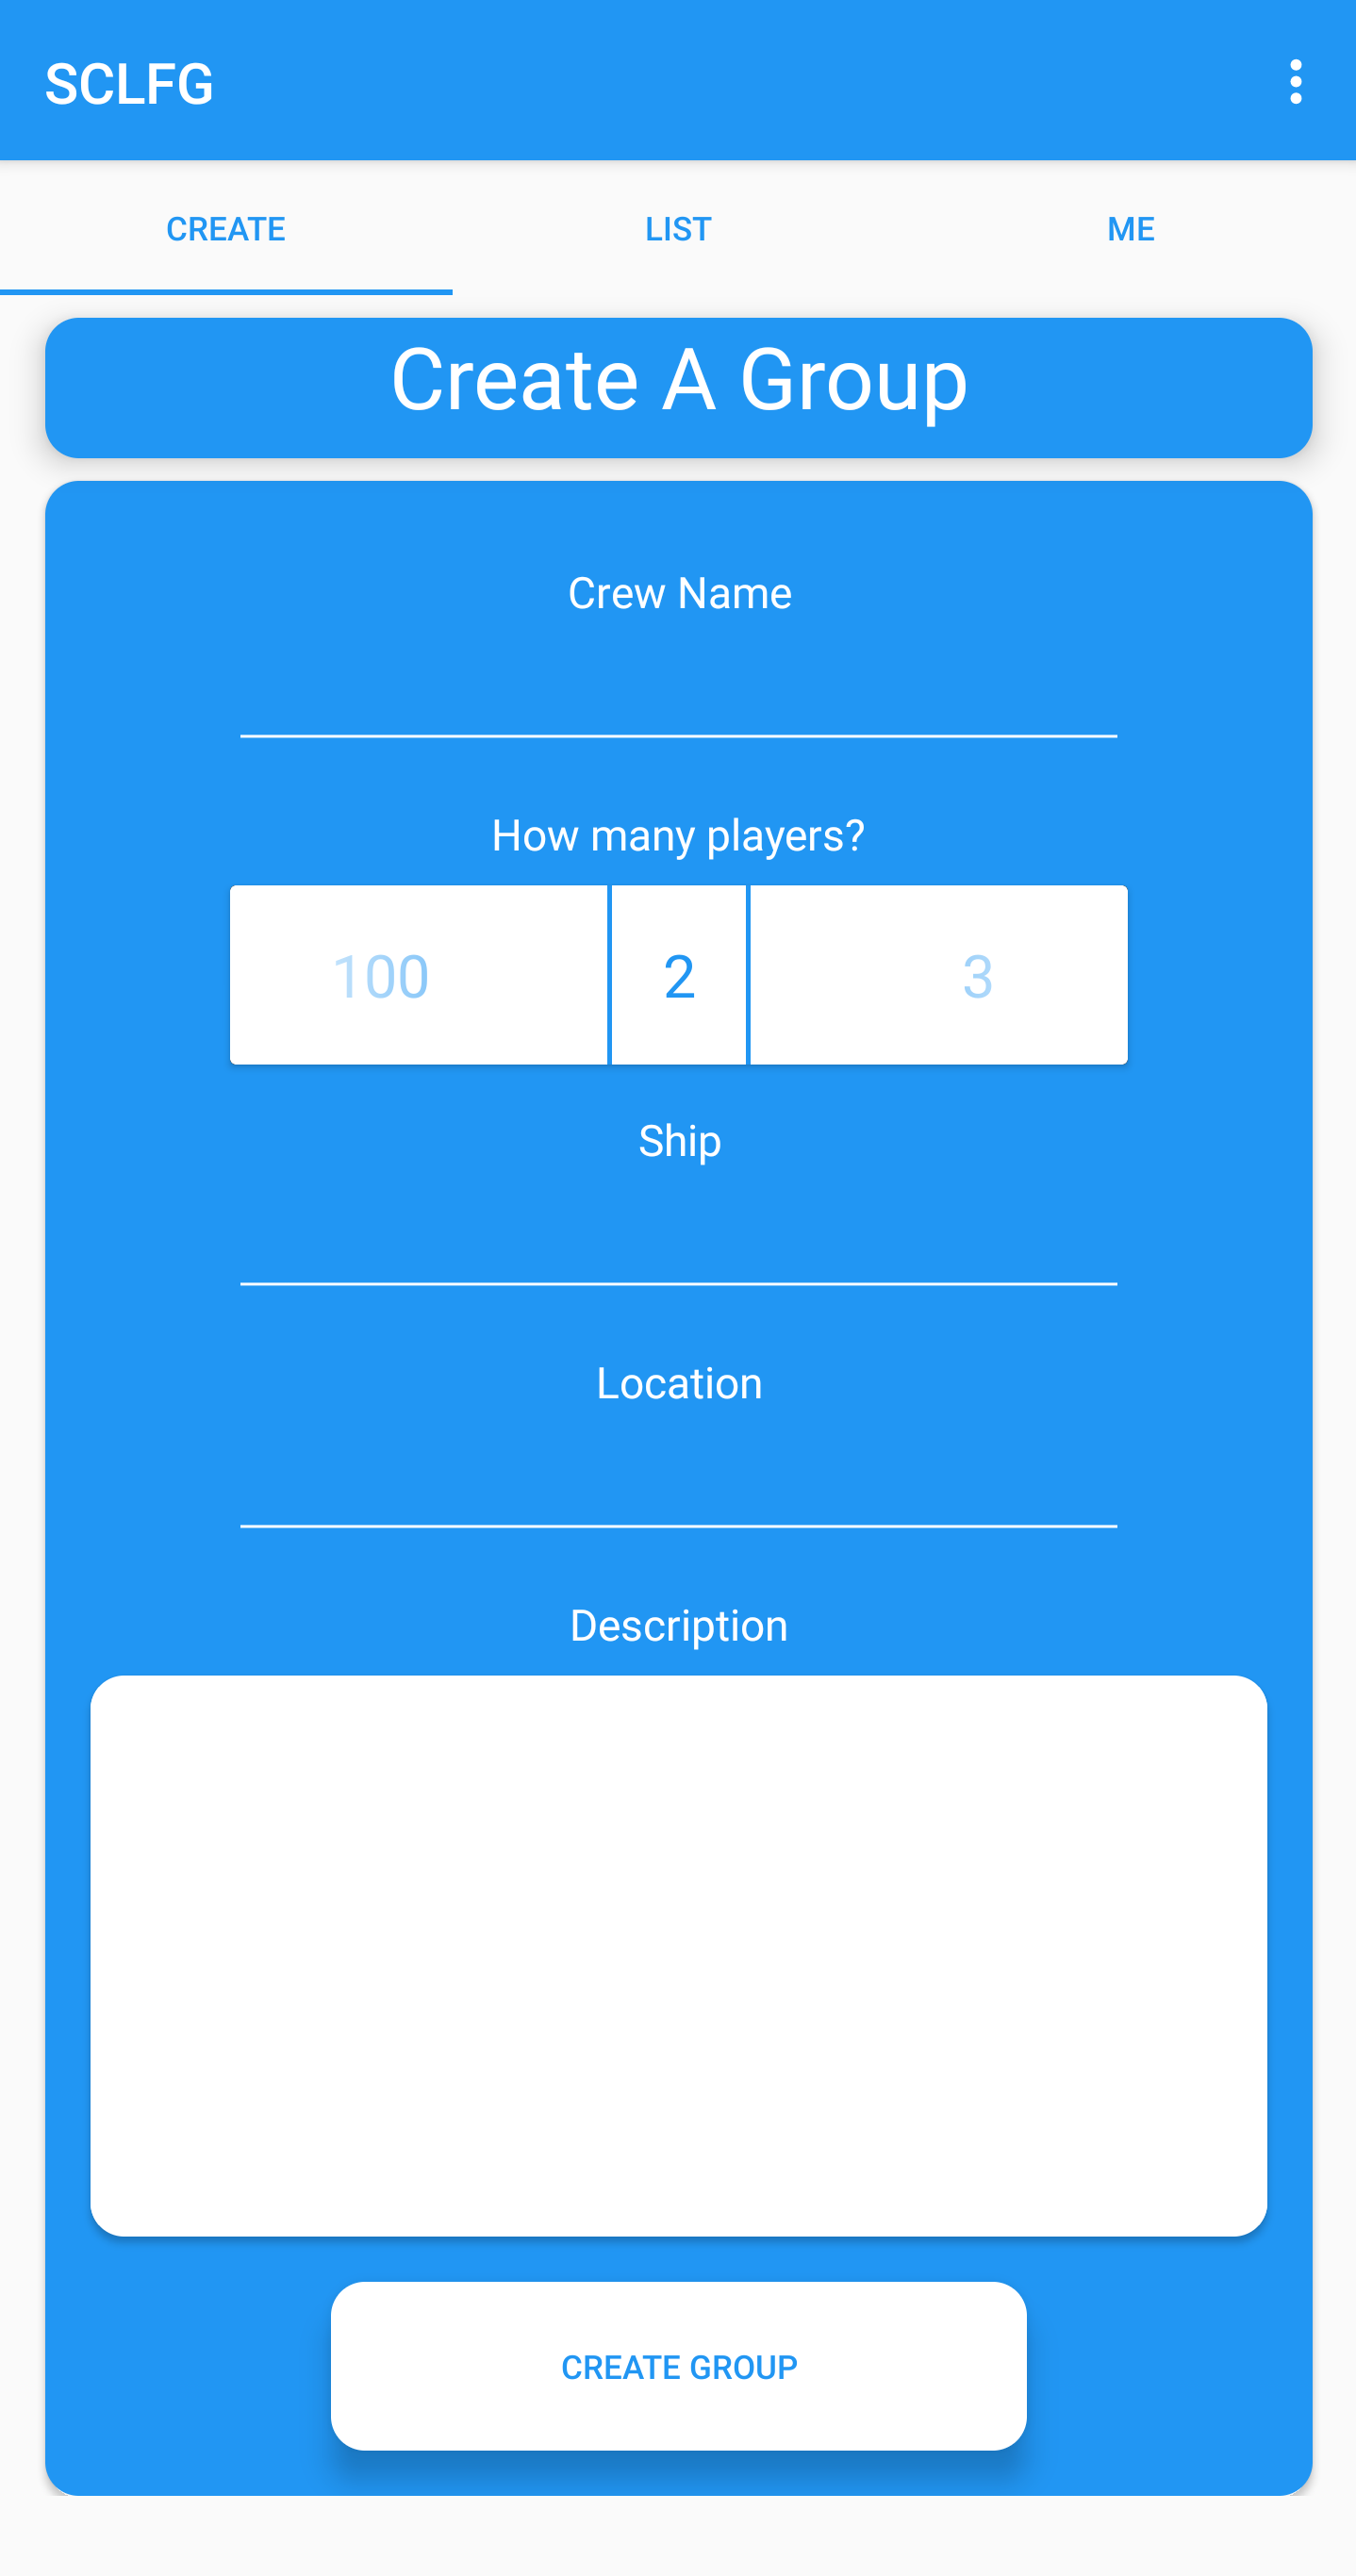 SCLFG
CREATE LIST ME
Create A Group
Crew Name
How many players?
100 2 3
Ship
Location
Description
CREATE GROUP